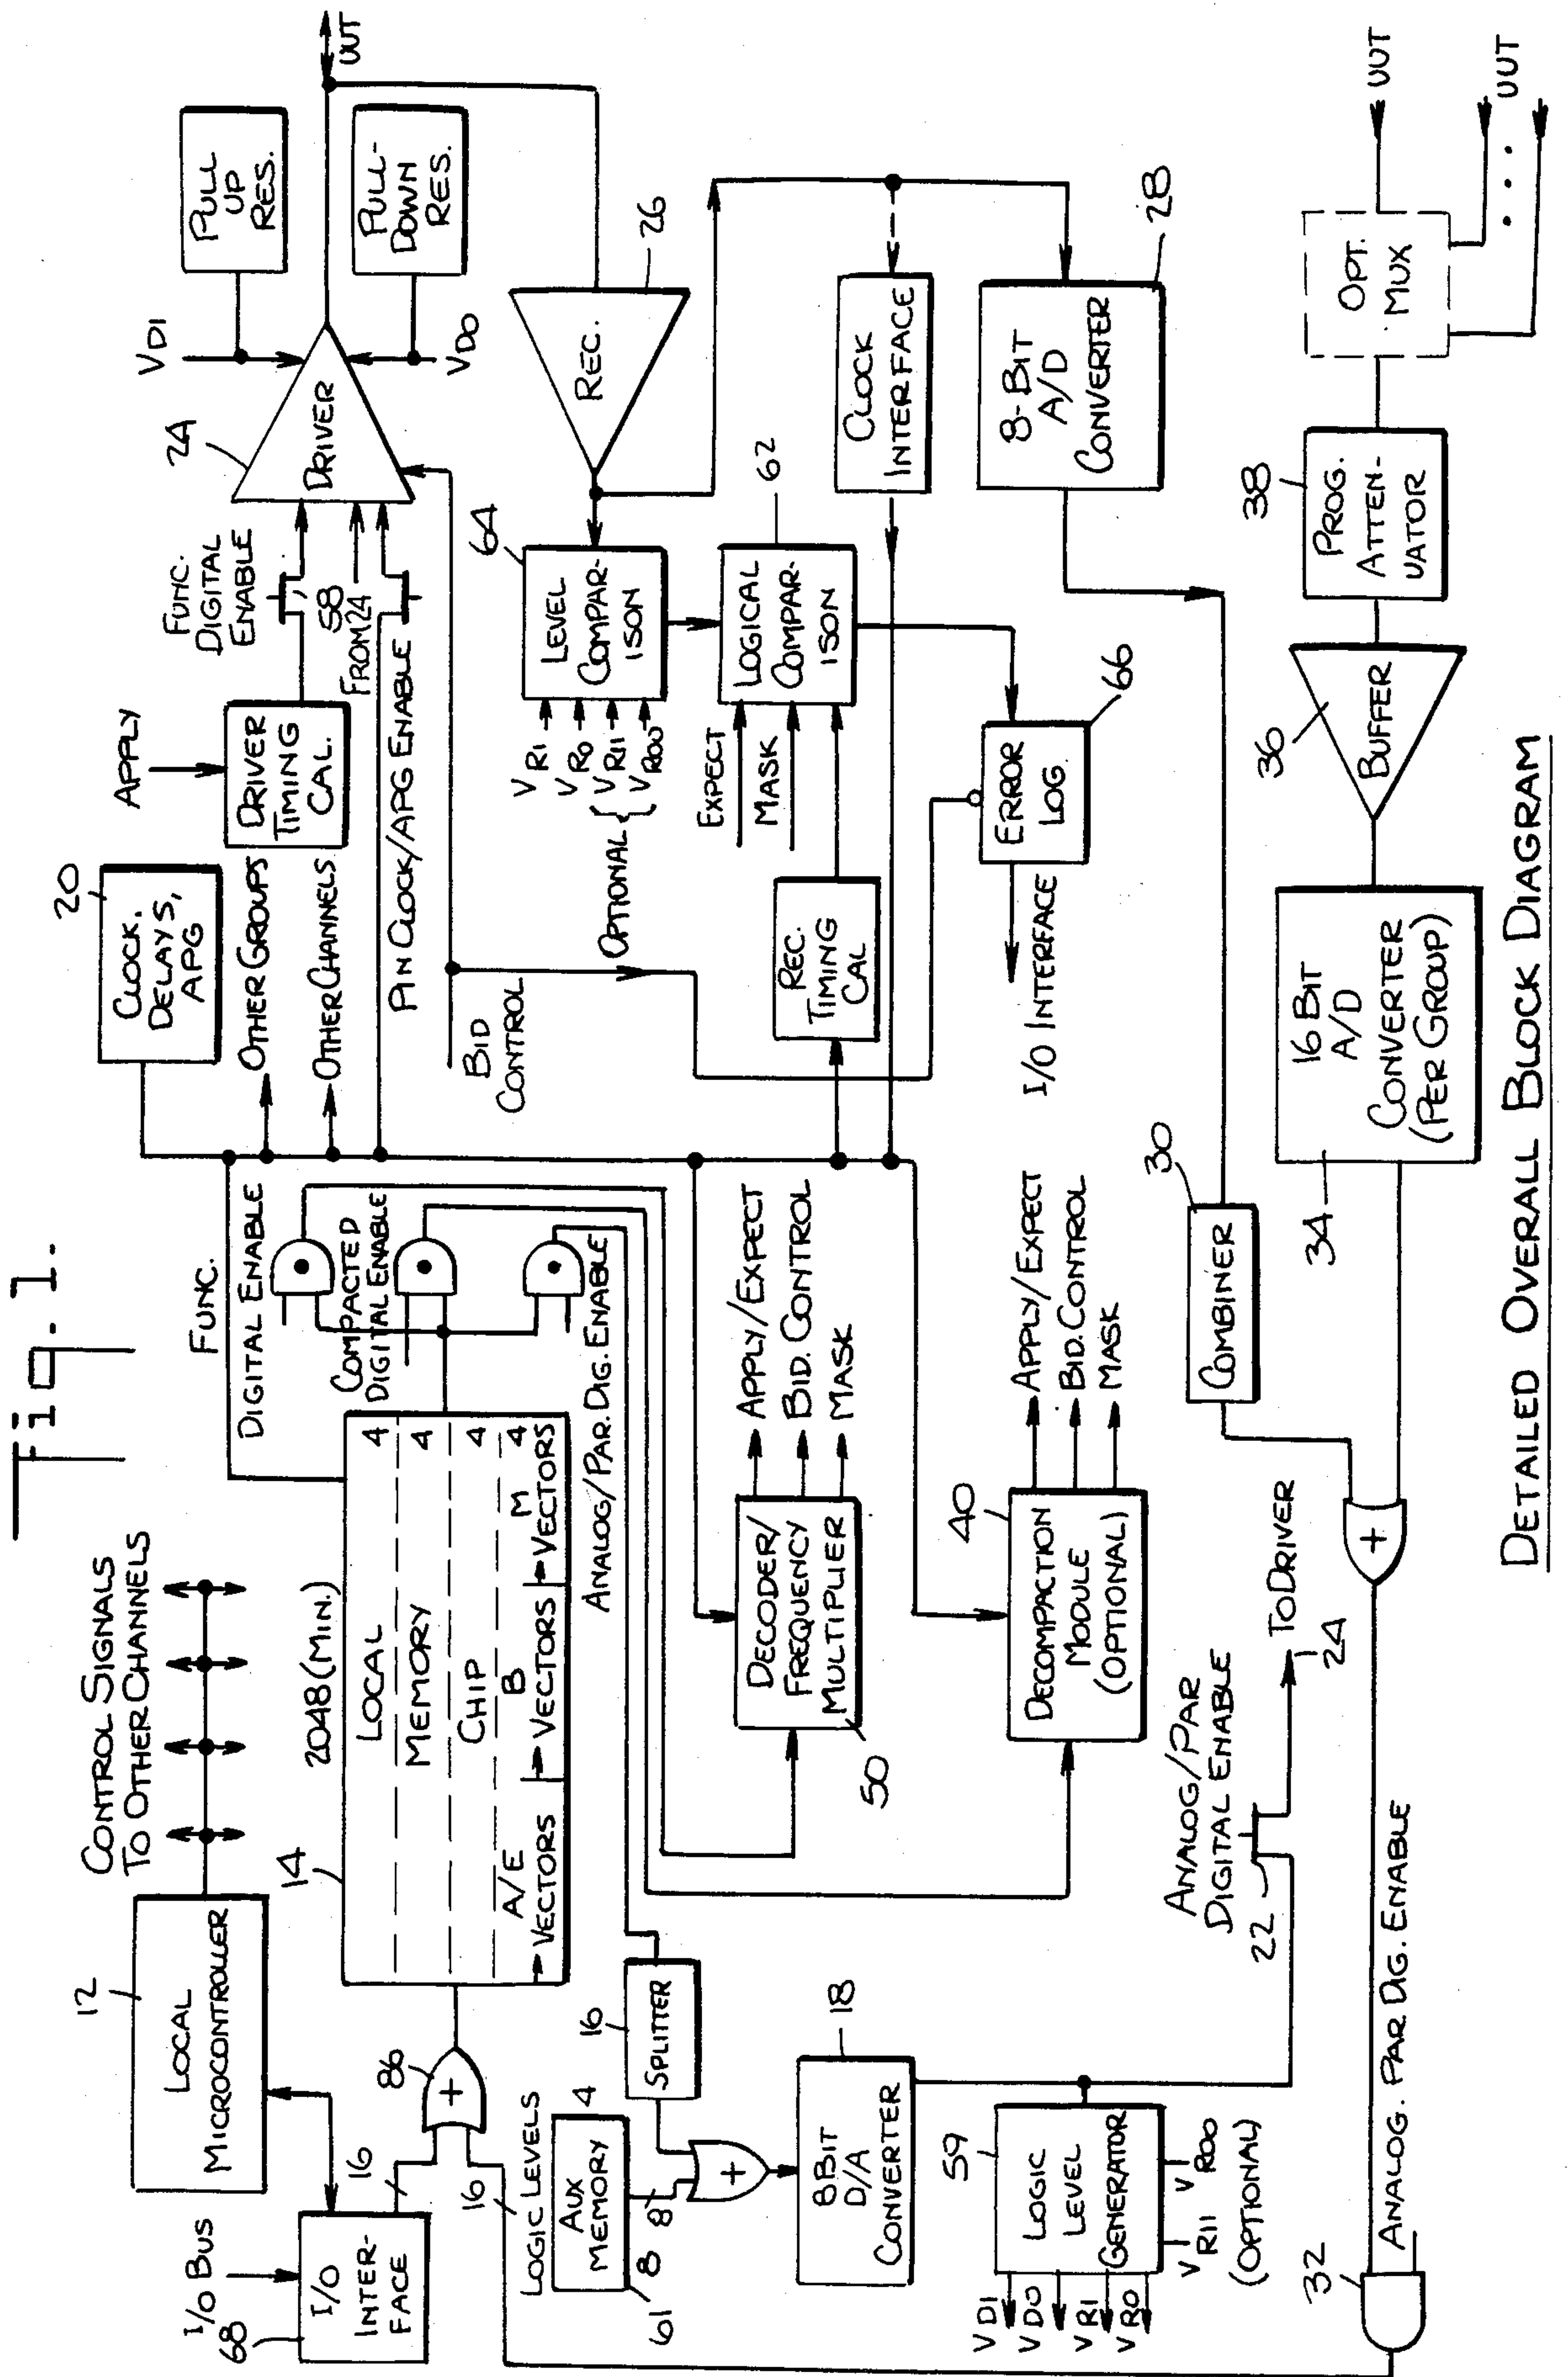 Fig. 1.
I/O BUS
68
I/O
INTER-
FACE
12
LOCAL
MICROCONTROLLER
CONTROL SIGNALS
TO OTHER CHANNELS
16
16
86
LOGIC LEVELS
14
2048 (MIN.)
LOCAL
MEMORY
CHIP
4
4
4
4
A/E
VECTORS
B
VECTORS
M
VECTORS
FUNC.
DIGITAL ENABLE
COMPACTED
DIGITAL ENABLE
ANALOG/PAR. DIG. ENABLE
20
CLOCK,
DELAYS,
APG
OTHER GROUPS
OTHER CHANNELS
PIN CLOCK/APG ENABLE
APPLY
DRIVER
TIMING
CAL.
FUNC.
DIGITAL
ENABLE
58
FROM 24
24
DRIVER
VD1
VDO
PULL
UP
RES.
PULL-
DOWN
RES.
UUT
BID
CONTROL
REC.
26
64
LEVEL
COMPAR-
ISON
VR1
VRO
VR11
VROO
OPTIONAL
62
LOGICAL
COMPAR-
ISON
EXPECT
MASK
REC.
TIMING
CAL
66
ERROR
LOG
I/O INTERFACE
CLOCK
INTERFACE
28
8-BIT
A/D
CONVERTER
61
AUX
MEMORY
4
8
8
16
SPLITTER
+
18
8 BIT
D/A
CONVERTER
50
DECODER/
FREQUENCY
MULTIPLIER
APPLY/EXPECT
BID. CONTROL
MASK
40
DECOMPACTION
MODULE
(OPTIONAL)
APPLY/EXPECT
BID. CONTROL
MASK
59
LOGIC
LEVEL
GENERATOR
VD1
VDO
VR1
VRO
VR11
VROO
(OPTIONAL)
ANALOG/PAR
DIGITAL ENABLE
22
TO DRIVER
24
30
COMBINER
32
ANALOG. PAR DIG. ENABLE
+
34
16 BIT
A/D
CONVERTER
(PER GROUP)
36
BUFFER
38
PROG.
ATTEN-
UATOR
OPT.
MUX
UUT
UUT
DETAILED OVERALL BLOCK DIAGRAM